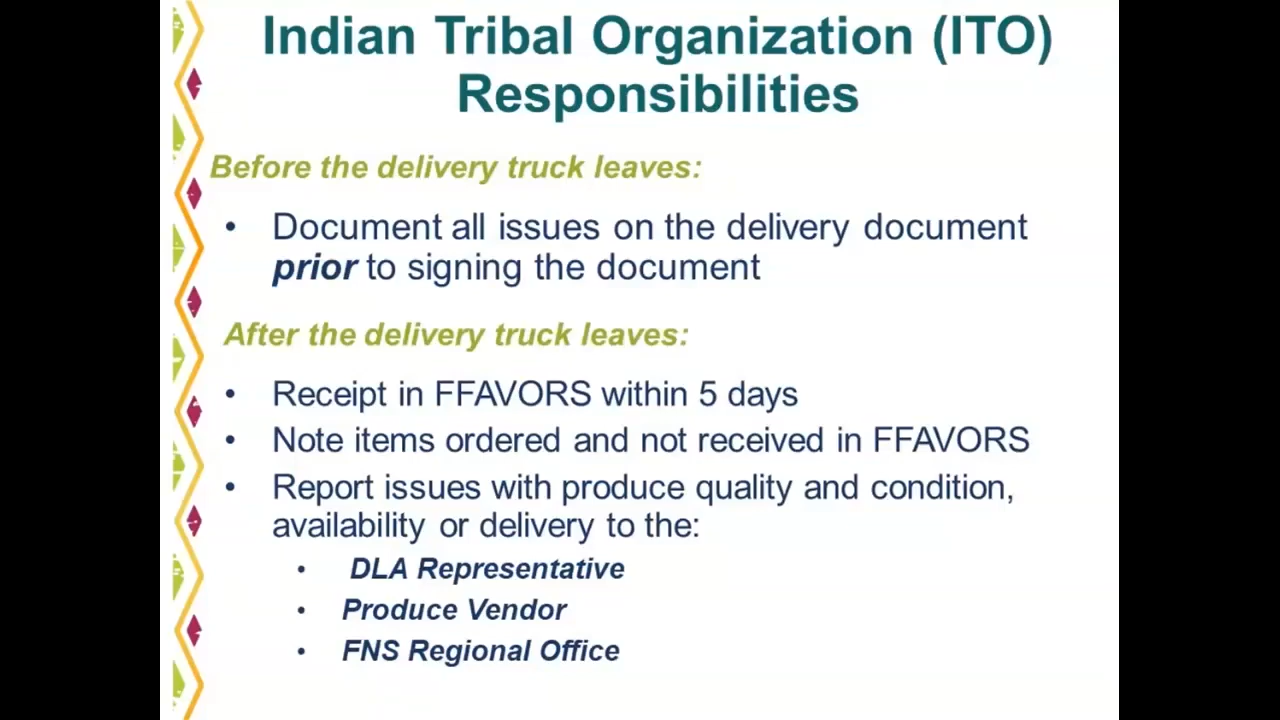 Indian Tribal Organization (ITO)
Responsibilities
Before the delivery truck leaves:
• Document all issues on the delivery document
prior to signing the document
After the delivery truck leaves:
• Receipt in FFAVORS within 5 days
• Note items ordered and not received in FFAVORS
• Report issues with produce quality and condition,
availability or delivery to the:
• DLA Representative
• Produce Vendor
• FNS Regional Office